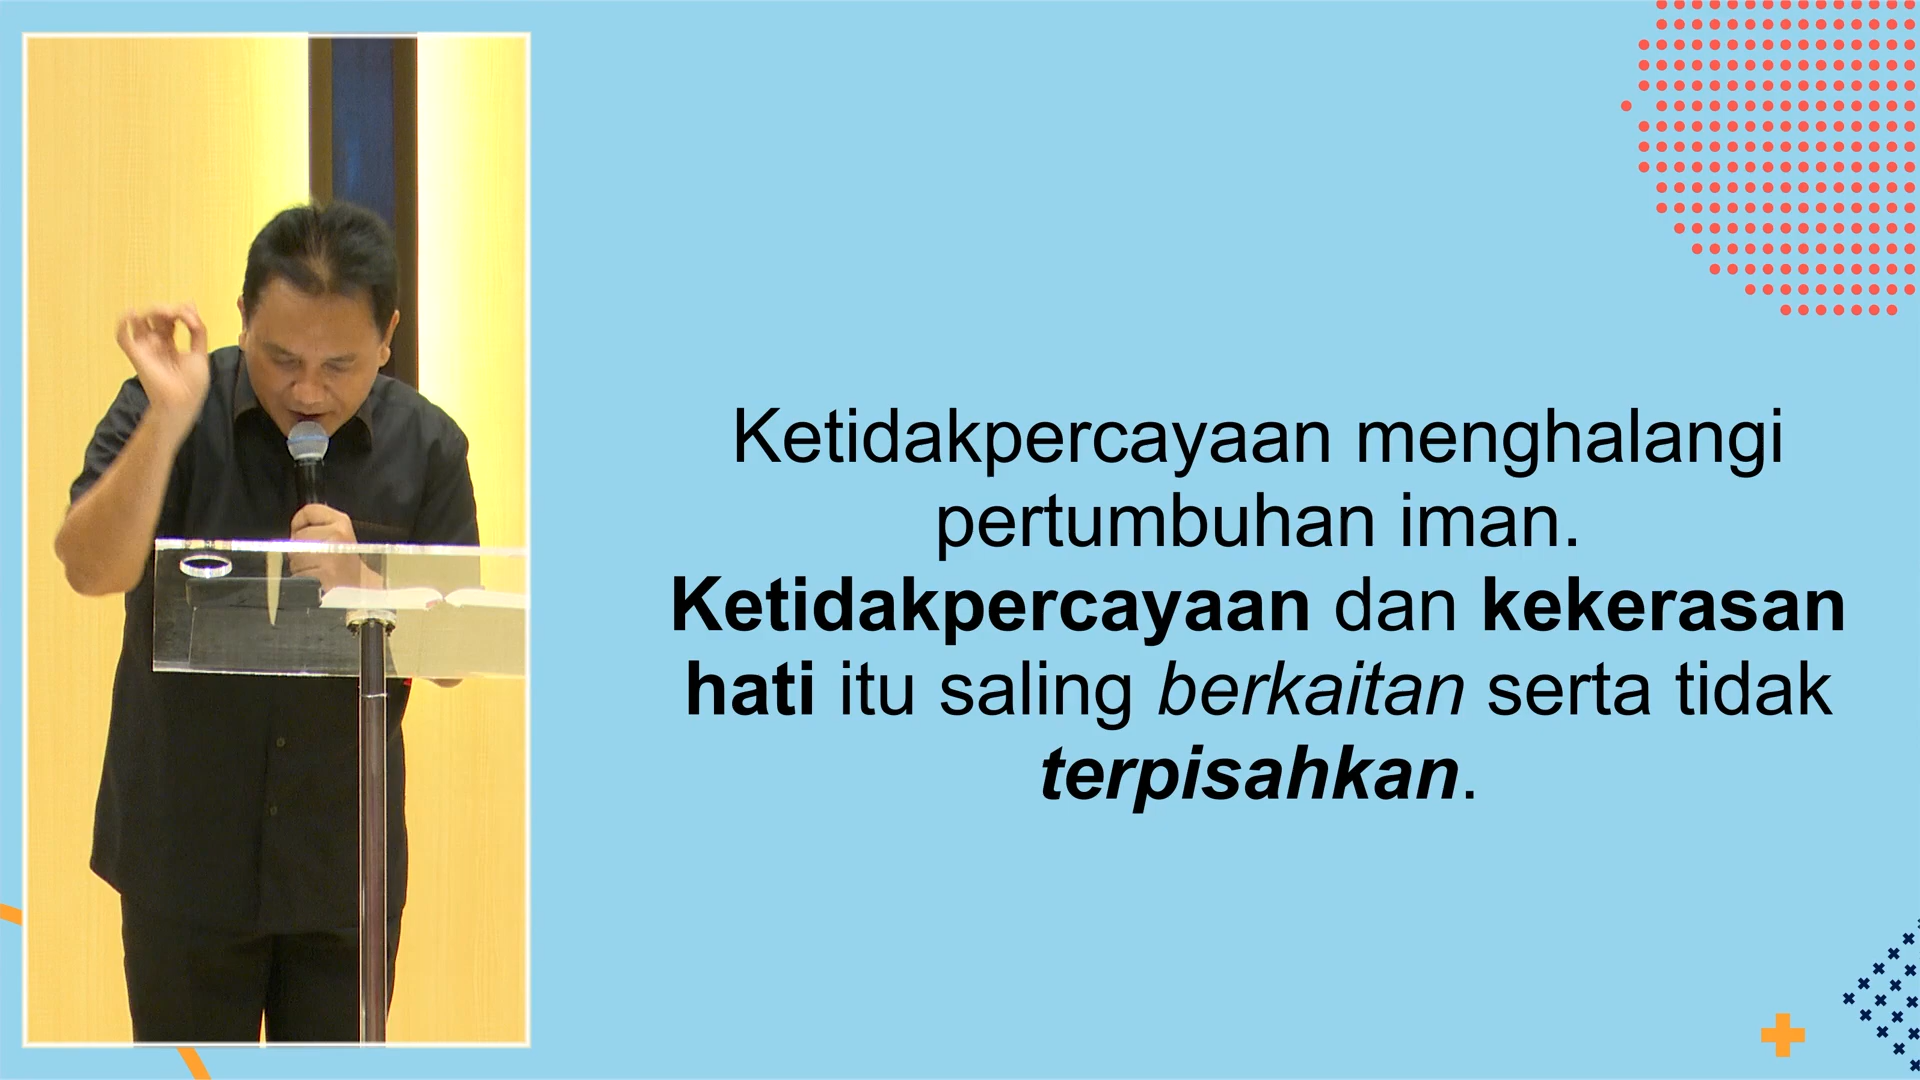 Ketidakpercayaan menghalangi
pertumbuhan iman.
Ketidakpercayaan dan kekerasan
hati itu saling berkaitan serta tidak
terpisahkan.